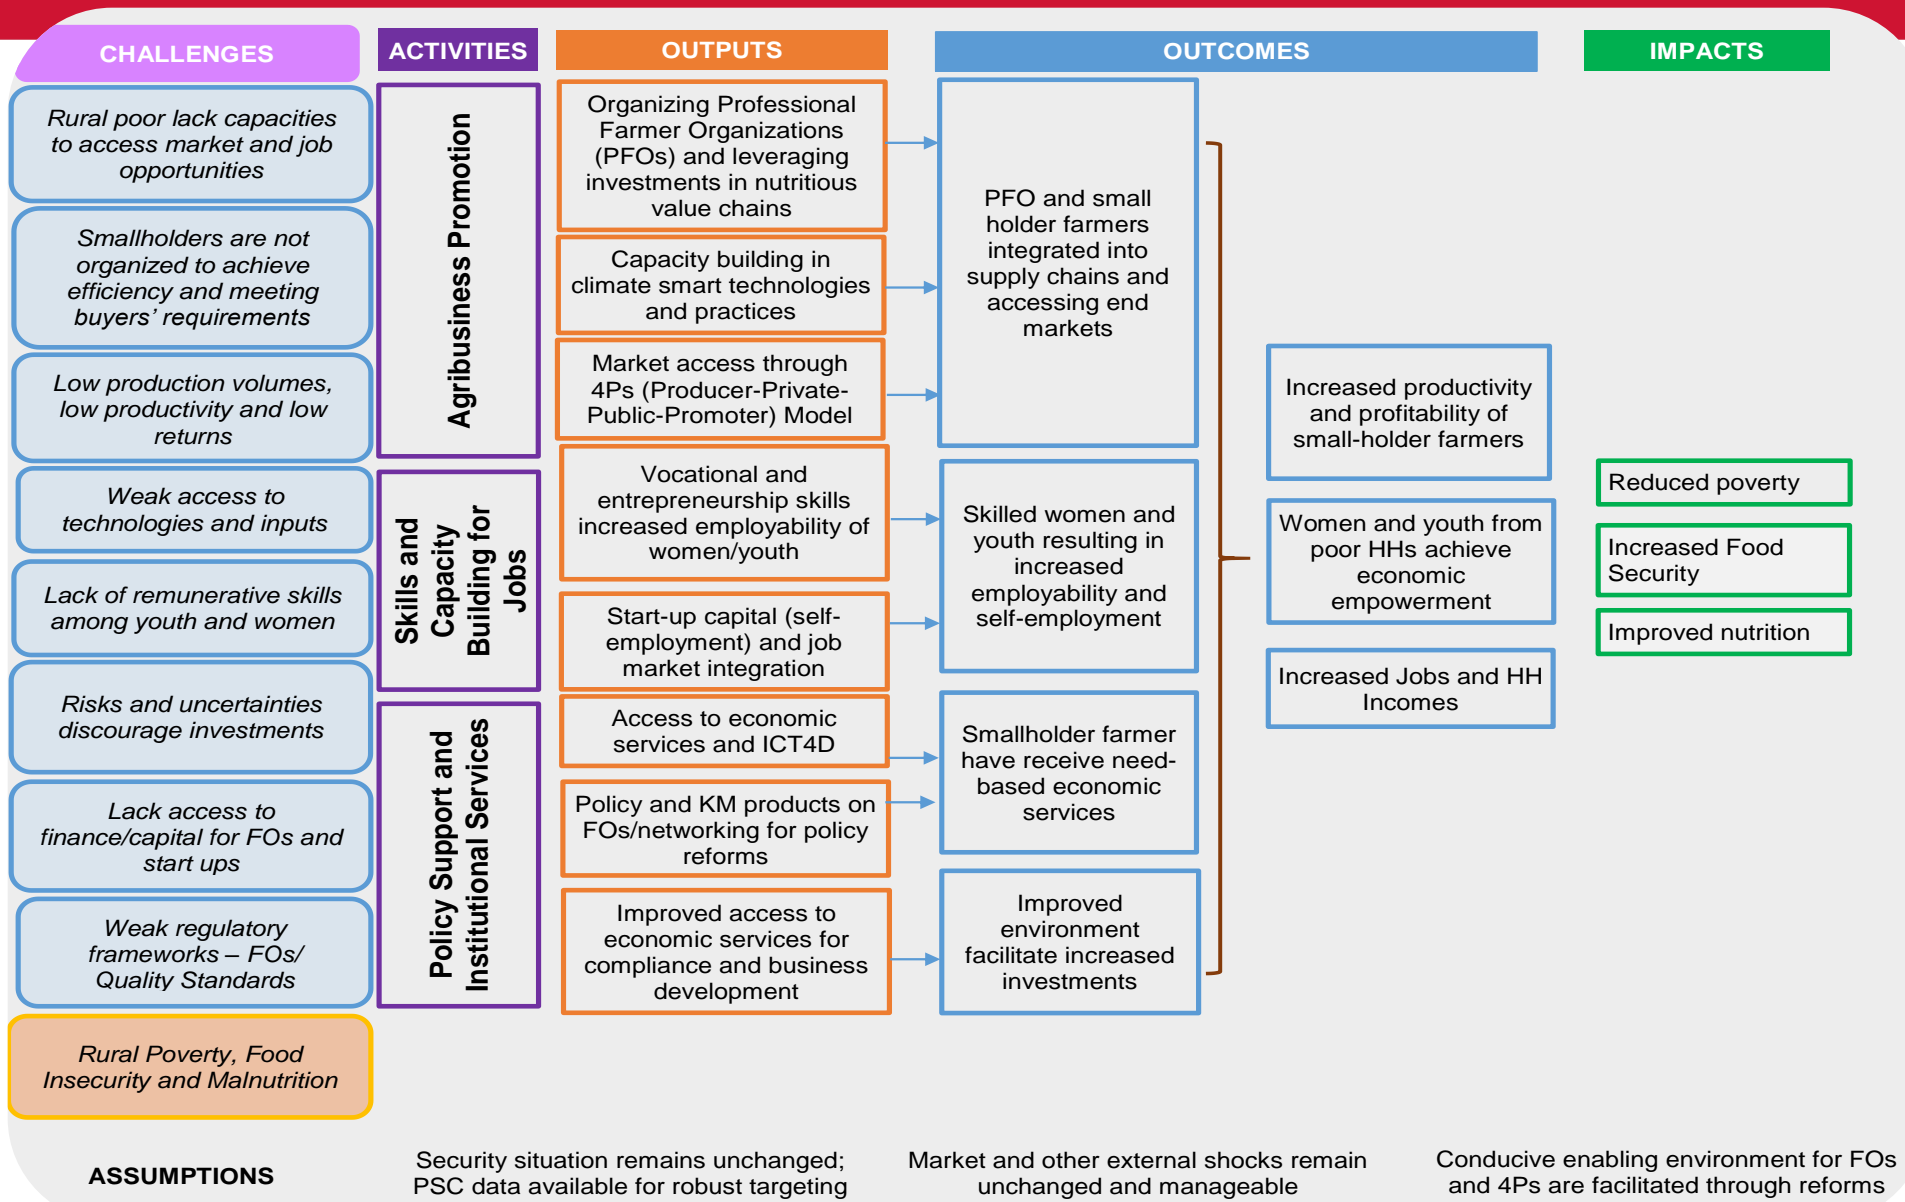 CHALLENGES
ACTIVITIES
OUTPUTS
OUTCOMES
IMPACTS
Rural poor lack capacities
to access market and job
opportunities
Smallholders are not
organized to achieve
efficiency and meeting
buyers' requirements
Low production volumes,
low productivity and low
returns
Weak access to
technologies and inputs
Lack of remunerative skills
among youth and women
Risks and uncertainties
discourage investments
Lack access to
finance/capital for FOs and
start ups
Weak regulatory
frameworks – FOs/
Quality Standards
Rural Poverty, Food
Insecurity and Malnutrition
Agribusiness Promotion
Skills and
Capacity
Building for
Jobs
Policy Support and
Institutional Services
Organizing Professional
Farmer Organizations
(PFOs) and leveraging
investments in nutritious
value chains
Capacity building in
climate smart technologies
and practices
Market access through
4Ps (Producer-Private-
Public-Promoter) Model
Vocational and
entrepreneurship skills
increased employability of
women/youth
Start-up capital (self-
employment) and job
market integration
Access to economic
services and ICT4D
Policy and KM products on
FOs/networking for policy
reforms
Improved access to
economic services for
compliance and business
development
PFO and small
holder farmers
integrated into
supply chains and
accessing end
markets
Skilled women and
youth resulting in
increased
employability and
self-employment
Smallholder farmer
have receive need-
based economic
services
Improved
environment
facilitate increased
investments
Increased productivity
and profitability of
small-holder farmers
Women and youth from
poor HHs achieve
economic
empowerment
Increased Jobs and HH
Incomes
Reduced poverty
Increased Food
Security
Improved nutrition
ASSUMPTIONS
Security situation remains unchanged;
PSC data available for robust targeting
Market and other external shocks remain
unchanged and manageable
Conducive enabling environment for FOs
and 4Ps are facilitated through reforms